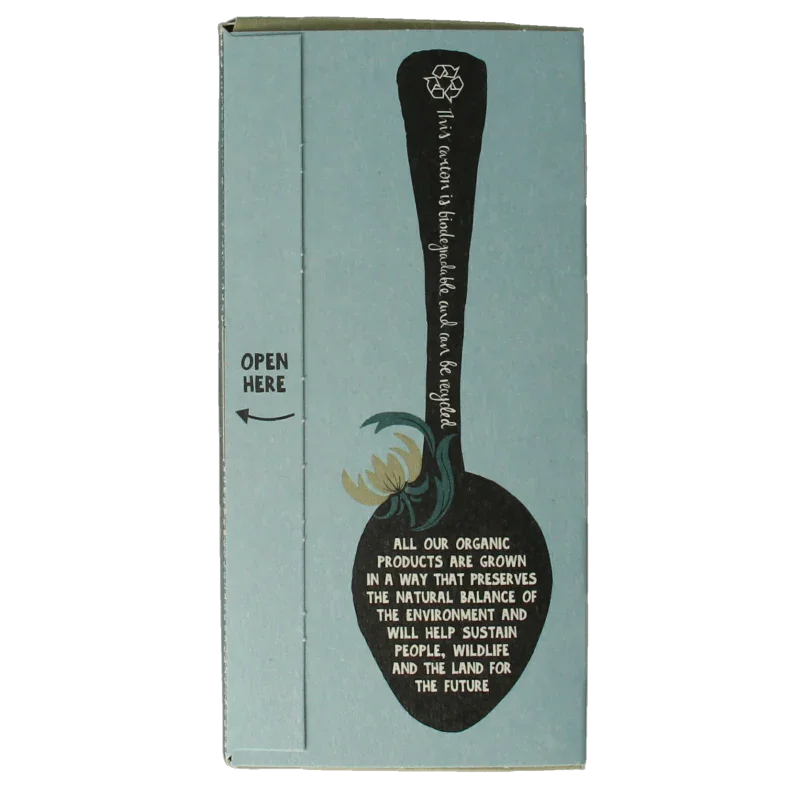 This carton is biodegradable and can be recycled
OPEN
HERE
ALL OUR ORGANIC
PRODUCTS ARE GROWN
IN A WAY THAT PRESERVES
THE NATURAL BALANCE OF
THE ENVIRONMENT AND
WILL HELP SUSTAIN
PEOPLE, WILDLIFE
AND THE LAND FOR
THE FUTURE